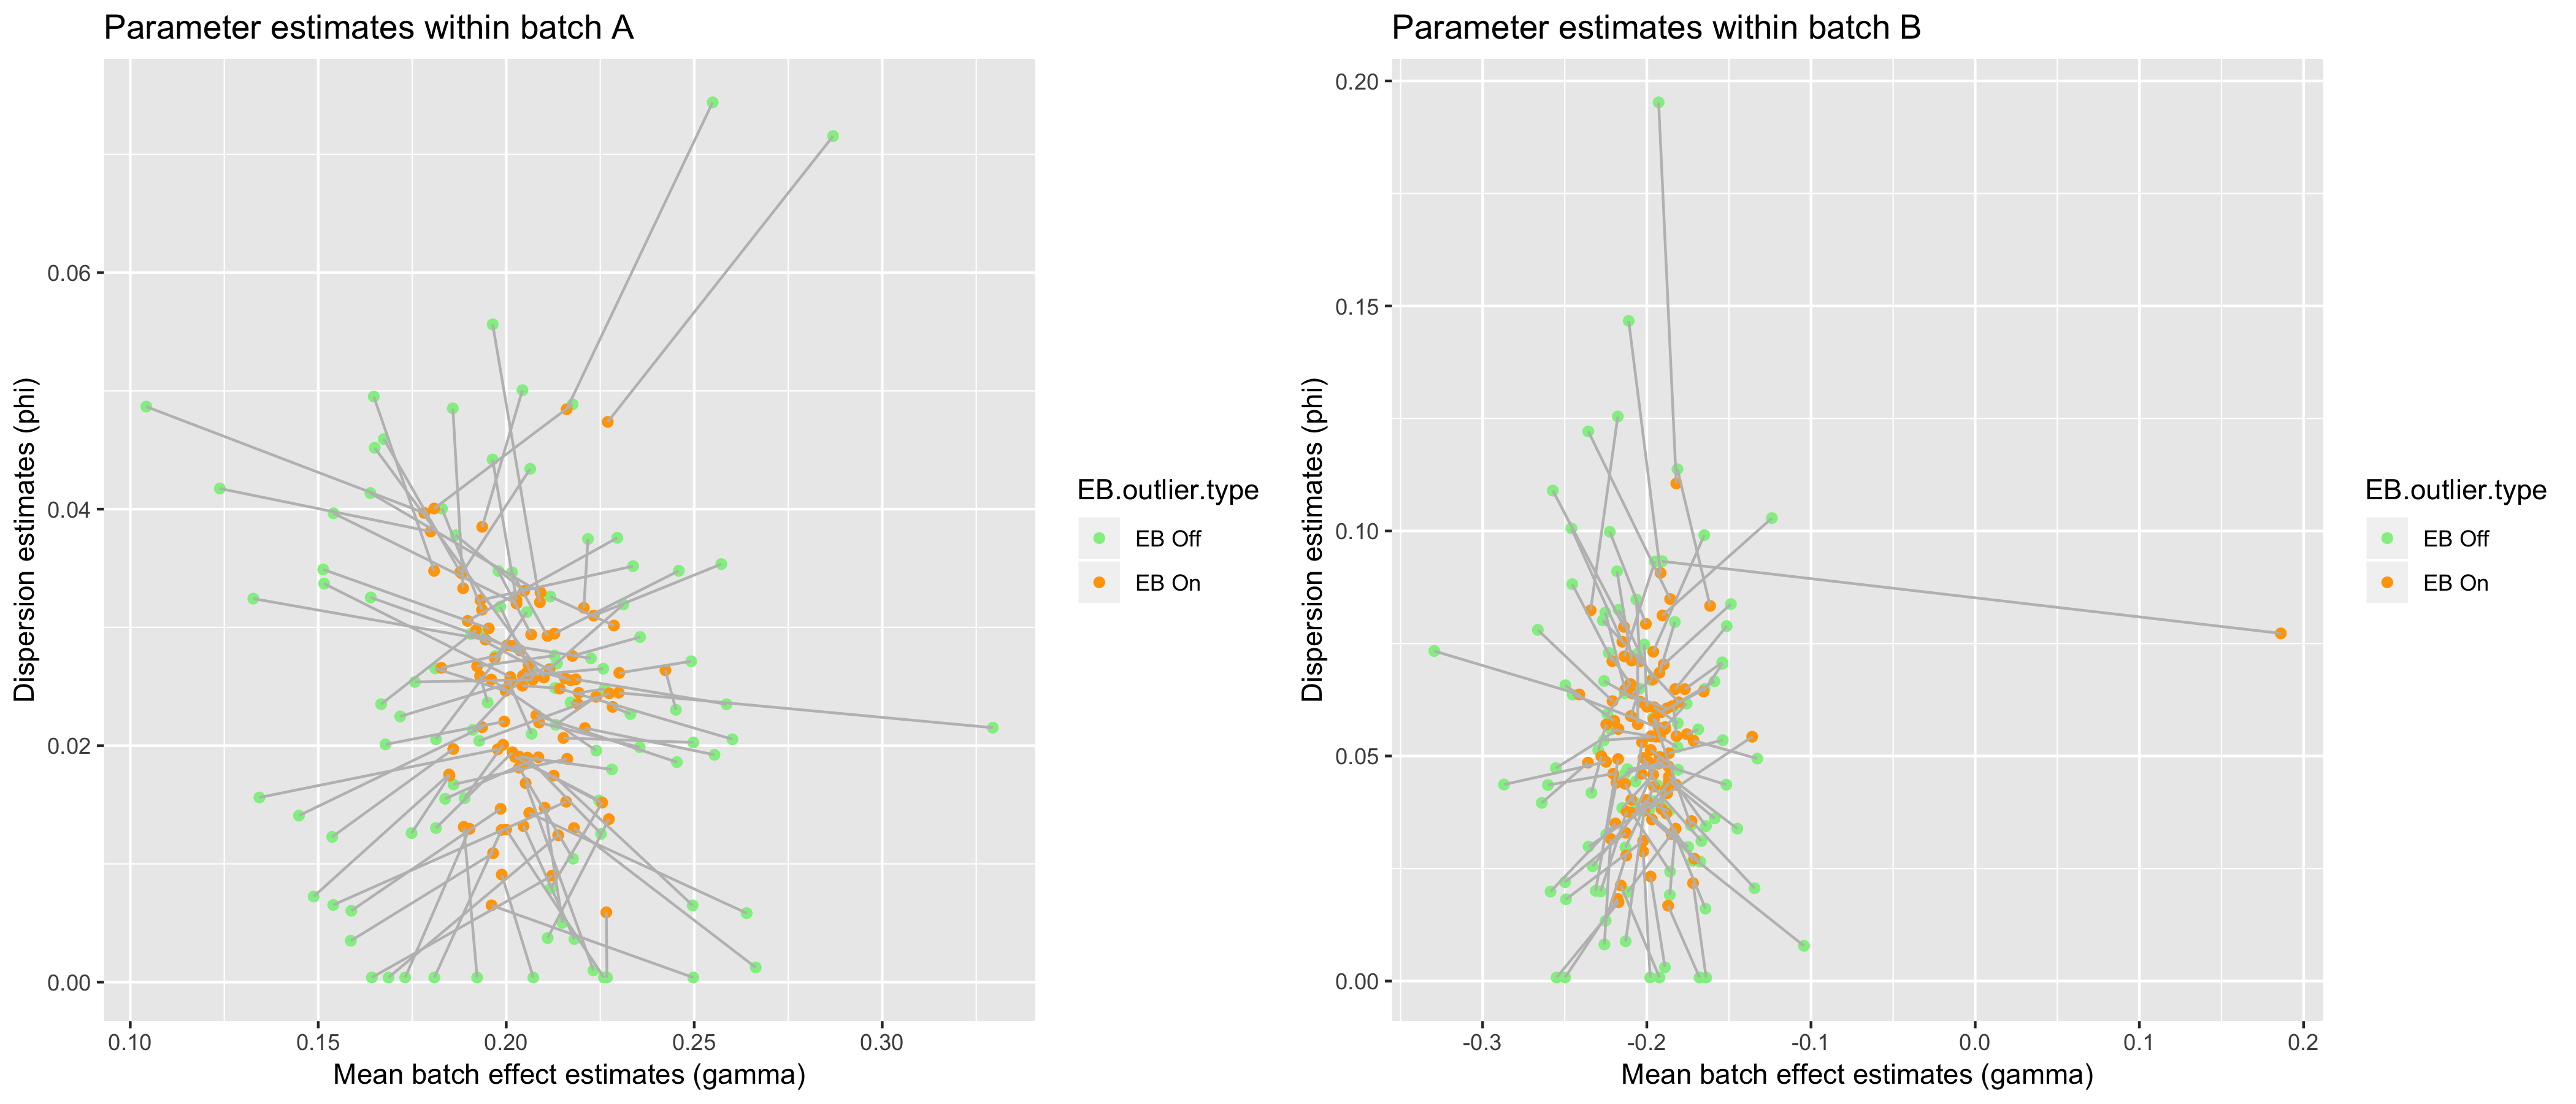 Parameter estimates within batch A
Dispersion estimates (phi)
0.06
0.04
0.02
0.00
0.10
0.15
0.20
0.25
0.30
Mean batch effect estimates (gamma)
EB.outlier.type
EB Off
EB On
Parameter estimates within batch B
Dispersion estimates (phi)
0.20
0.15
0.10
0.05
0.00
-0.3
-0.2
-0.1
0.0
0.1
0.2
Mean batch effect estimates (gamma)
EB.outlier.type
EB Off
EB On